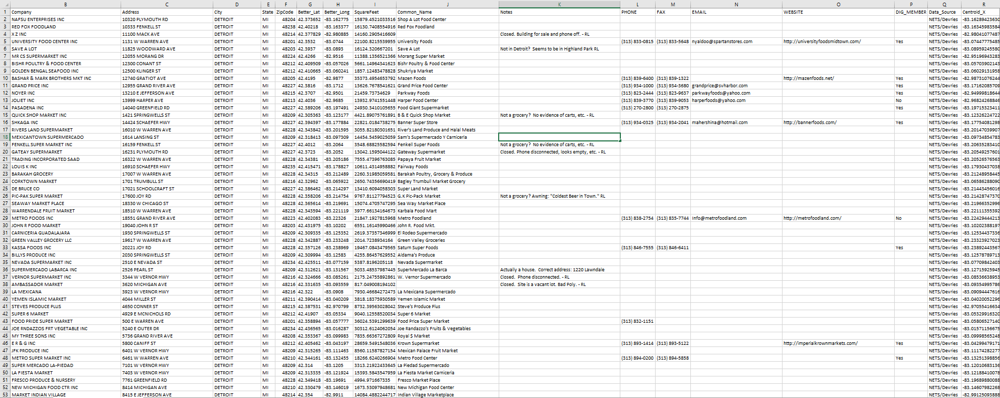 B C D E F G H I J K L M N O P Q R
1 Company Address City State ZipCode Better_Lat Better_Long SquareFeet Common_Name Notes PHONE FAX EMAIL WEBSITE DIG_MEMBER Data_Source Centroid_X
2 NAFSU ENTERPRISES INC 10320 PLYMOUTH RD DETROIT MI 48204 42.373652 -83.162775 15879.4521033516 Shop A Lot Food Center NETS/Devries -83.1628942363
3 RED FOX FOODLAND 10333 FENKELL ST DETROIT MI 48238 42.40218 -83.163377 16130.7408554916 Red Fox Foodland NETS/Devries -83.1634598358
4 X Z INC 11100 MACK AVE DETROIT MI 48214 42.377829 -82.980885 14160.2905416609 Closed. Building for sale and phone off. - RL NETS/Devries -82.9804107748
5 UNIVERSITY FOOD CENTER INC 1131 W WARREN AVE DETROIT MI 48201 42.3532 -83.0744 22100.8215539955 University Foods (313) 833-0815 (313) 833-5648 nyaldoo@spartanstores.com http://universityfoodsmidtown.com/ Yes NETS/Devries -83.0744777548
6 SAVE A LOT 11825 WOODWARD AVE DETROIT MI 48203 42.3937 -83.0893 16124.320667201 Save A Lot Not in Detroit? Seems to be in Highland Park RL NETS/Devries -83.0895924558
7 MR CS SUPERMARKET INC 12055 MORANG DR DETROIT MI 48224 42.4266 -82.9516 11388.1356521366 Morang Super Market NETS/Devries -82.9519694328
8 BISHR POULTRY & FOOD CENTER 12300 CONANT ST DETROIT MI 48212 42.409509 -83.057026 5661.14964341623 Bishr Poultry & Food Center NETS/Devries -83.0570390214
9 GOLDEN BENGAL SEAFOOD INC 12500 KLINGER ST DETROIT MI 48212 42.410665 -83.060241 1857.12483478828 Shukriya Market NETS/Devries -83.0602913195
10 BASHAR & MARK BROTHERS MKT INC 12740 GRATIOT AVE DETROIT MI 48205 42.4195 -82.9877 35373.4954653792 Mazen Foods (313) 839-6400 (313) 839-1322 http://mazenfoods.net/ Yes NETS/Devries -82.9873107624
11 GRAND PRICE INC 12955 GRAND RIVER AVE DETROIT MI 48227 42.3816 -83.1712 13626.7678541621 Grand Price Food Center (313) 934-1000 (313) 934-3680 grandprice@svharbor.com Yes NETS/Devries -83.1716208570
12 NOYER INC 13210 E JEFFERSON AVE DETROIT MI 48215 42.3707 -82.9501 21459.73734629 Parkway Foods (313) 823-2444 (313) 823-9637 parkwayfoods@yahoo.com Yes NETS/Devries -82.9499981864
13 JOLIET INC 13999 HARPER AVE DETROIT MI 48213 42.4036 -82.9685 13932.9741551448 Harper Food Center (313) 839-3770 (313) 839-9053 harperfoods@yahoo.com No NETS/Devries -82.9682426884
14 PASADENA INC 14040 GREENFIELD RD DETROIT MI 48227 42.389206 -83.197491 24930.3410105655 Food Giant Supermarket (313) 270-2800 (313) 270-2875 Yes NETS/Devries -83.1971532341
15 QUICK SHOP MARKET INC 1421 SPRINGWELLS ST DETROIT MI 48209 42.305363 -83.123177 4421.89075761891 B & E Quick Shop Market Not a grocery? No evidence of carts, etc. - RL NETS/Devries -83.1232622472
16 SHKAGA INC 14424 SCHAEFER HWY DETROIT MI 48227 42.394397 -83.177884 22821.0184738275 Banner Super Store (313) 934-0325 (313) 934-2041 mahershina@hotmail.com http://bannerfoods.com/ Yes NETS/Devries -83.1775408129
17 RIVERS LAND SUPERMARKET 16010 W WARREN AVE DETROIT MI 48228 42.343842 -83.201595 3055.82180301651 River's Land Produce and Halal Meats NETS/Devries -83.2014703990
18 MEXICANTOWN SUPERMERCADO 1614 LANSING ST DETROIT MI 48209 42.318413 -83.097309 14454.5459025059 Sam's Supermercado Y Carniceria NETS/Devries -83.0973485478
19 FENKELL SUPER MARKET INC 16159 FENKELL ST DETROIT MI 48227 42.4012 -83.2064 3548.68825582594 Fenkell Super Foods Not a grocery? No evidence of carts, etc. - RL NETS/Devries -83.2063528341
20 GATEAY SUPERMARKET 16231 PLYMOUTH RD DETROIT MI 48227 42.3723 -83.2052 13042.1595044122 Gateway Supermarket Closed. Phone disconnected, looks empty, etc. - RL NETS/Devries -83.2054925760
21 TRADING INCORPORATED SAAD 16322 W WARREN AVE DETROIT MI 48228 42.34381 -83.205186 7555.47396763085 Papaya Fruit Market NETS/Devries -83.2052657656
22 LOUIS K INC 16910 SCHAEFER HWY DETROIT MI 48235 42.415471 -83.178827 10611.4314958882 Fairway Foods NETS/Devries -83.1793043703
23 BARAKAH GROCERY 17007 W WARREN AVE DETROIT MI 48228 42.34315 -83.212489 2260.31985059581 Barakah Poultry, Grocery & Produce NETS/Devries -83.2124895844
24 CORKTOWN MARKET 1701 TRUMBULL ST DETROIT MI 48216 42.32962 -83.065922 2650.74356690419 Bagley Trumbull Market Grocery NETS/Devries -83.0658628809
25 DE BRUCE CO 17021 SCHOOLCRAFT ST DETROIT MI 48227 42.386462 -83.214297 13410.6094058303 Super Land Market NETS/Devries -83.2144345601
26 PIC-PAK SUPER MARKET 17600 JOY RD DETROIT MI 48228 42.358206 -83.214754 9767.81127794523 G.K Pic-Pack Market Not a grocery? Awning: "Coldest Beer in Town." RL NETS/Devries -83.2142874737
27 SEAWAY MARKET PLACE 18330 W CHICAGO ST DETROIT MI 48228 42.365614 -83.219691 15074.4705747295 Sea Way Market Place NETS/Devries -83.2196635299
28 WARRENDALE FRUIT MARKET 18510 W WARREN AVE DETROIT MI 48228 42.343594 -83.221119 3977.66134164673 Karbala Food Mart NETS/Devries -83.2211135539
29 METRO FOODS INC 18551 GRAND RIVER AVE DETROIT MI 48223 42.402083 -83.22326 21847.1927815968 Metro Foodland (313) 838-2754 (313) 835-7744 Info@metrofoodland.com http://metrofoodland.com/ No NETS/Devries -83.2242944421
30 JOHN R FOOD MARKET 19040 JOHN R ST DETROIT MI 48203 42.431975 -83.10202 6551.16145990466 John R. Food Mkt. NETS/Devries -83.1020238819
31 CARNICERIA GUADALAJARA 1930 SPRINGWELLS ST DETROIT MI 48209 42.309335 -83.125352 2619.37357346999 El Rodeo Supermercado NETS/Devries -83.1253443733
32 GREEN VALLEY GROCERY LLC 19617 W WARREN AVE DETROIT MI 48228 42.342887 -83.233248 2014.7238934164 Green Valley Groceries NETS/Devries -83.2332392702
33 KASSA FOODS INC 20221 JOY RD DETROIT MI 48228 42.357126 -83.238969 19467.0843479565 Saturn Super Foods (313) 846-7555 (313) 846-6411 Yes NETS/Devries -83.2389244356
34 BILLYS PRODUCE INC 2030 SPRINGWELLS ST DETROIT MI 48209 42.309994 -83.12583 4255.86457629552 Aldama's Produce NETS/Devries -83.1257878971
35 NEVADA SUPERMARKET INC 2510 E NEVADA ST DETROIT MI 48234 42.425511 -83.077159 5387.8196205118 Nevada Supermarket NETS/Devries -83.0770984240
36 SUPERMERCADO LABARCA INC 2526 PEARL ST DETROIT MI 48209 42.312621 -83.131567 5033.48537987445 SuperMercado La Barca Actually a house. Correct address: 1220 Lawndale NETS/Devries -83.1271592594
37 VERNOR SUPERMARKET INC 3344 W VERNOR HWY DETROIT MI 48216 42.324666 -83.085261 2175.24755892861 W. Vernor Supermercado Closed. Phone disconnected. - RL NETS/Devries -83.0853663895
38 AMBASSADOR MARKET 3620 MICHIGAN AVE DETROIT MI 48216 42.331635 -83.093559 817.049008194102 Closed. Site is a vacant lot. Bad Poly. - RL NETS/Devries -83.0935499578
39 LA MEXICANA 3923 W VERNOR HWY DETROIT MI 48216 42.322 -83.0908 7930.46684272473 La Mexicana Supermercado NETS/Devries -83.0909444761
40 YEMEN ISLAMIC MARKET 4044 MILLER ST DETROIT MI 48211 42.390414 -83.040209 3818.18375930589 Yemen Islamic Market NETS/Devries -83.0402005229
41 STEVES PRODUCE PLUS 4650 CONNER ST DETROIT MI 48215 42.387531 -82.970799 8732.39563028042 Steve's Produce Plus NETS/Devries -82.9705541663
42 SUPER 6 MARKET 4929 E MCNICHOLS RD DETROIT MI 48212 42.41907 -83.05334 9040.12558520034 Super 6 Market NETS/Devries -83.0532991632
43 FOOD PRIDE SUPER MARKET 500 E WARREN AVE DETROIT MI 48201 42.358894 -83.057777 36024.5391299639 Food Price Super Market (313) 832-1151 NETS/Devries -83.0580652714
44 JOE RNDAZZOS FRT VEGETABLE INC 5240 E OUTER DR DETROIT MI 48234 42.436565 -83.016287 30312.6124062054 Joe Randazzo's Fruits & Vegetables NETS/Devries -83.0157115667
45 MY THREE SONS INC 5736 GRAND RIVER AVE DETROIT MI 48208 42.353367 -83.099983 7835.66367272809 Royal $ Market NETS/Devries -83.0999856524
46 E R & G INC 5800 CANIFF ST DETROIT MI 48212 42.405462 -83.043197 28659.5491548036 Krown Supermarket (313) 893-1414 (313) 893-5122 http://imperialkrownmarkets.com/ Yes NETS/Devries -83.0429947917
47 JFK PRODUCE INC 6401 W VERNOR HWY DETROIT MI 48209 42.315265 -83.111463 8560.11587827154 Mexican Palace Fruit Market NETS/Devries -83.1117428227
48 METRO SUPER MARKET INC 6461 W WARREN AVE DETROIT MI 48210 42.344161 -83.132455 18266.6240266904 Metro Food Center (313) 894-0200 (313) 894-5858 Yes NETS/Devries -83.1325139885
49 SUPER MERCADO LA-PIEDAD 7101 W VERNOR HWY DETROIT MI 48209 42.314 -83.1205 3313.21922433645 La Piedad Supermercado NETS/Devries -83.1201068313
50 LA FIESTA MARKET 7403 W VERNOR HWY DETROIT MI 48209 42.313335 -83.121924 15393.5843547959 La Fiesta Market Carniceria NETS/Devries -83.1218841007
51 FRESCO PRODUCE & NURSERY 7761 GREENFIELD RD DETROIT MI 48228 42.349418 -83.19691 4994.971667335 Fresco Market Place NETS/Devries -83.1968988008
52 NEW MICHIGAN FOOD CTR INC 8414 MICHIGAN AVE DETROIT MI 48210 42.330479 -83.146019 1673.53097948681 New Michigan Food Center NETS/Devries -83.1460798226
53 MARKET INDIAN VILLAGE 8415 E JEFFERSON AVE DETROIT MI 48214 42.354 -82.9911 14084.4882244717 Indian Village Marketplace NETS/Devries -82.9912509388